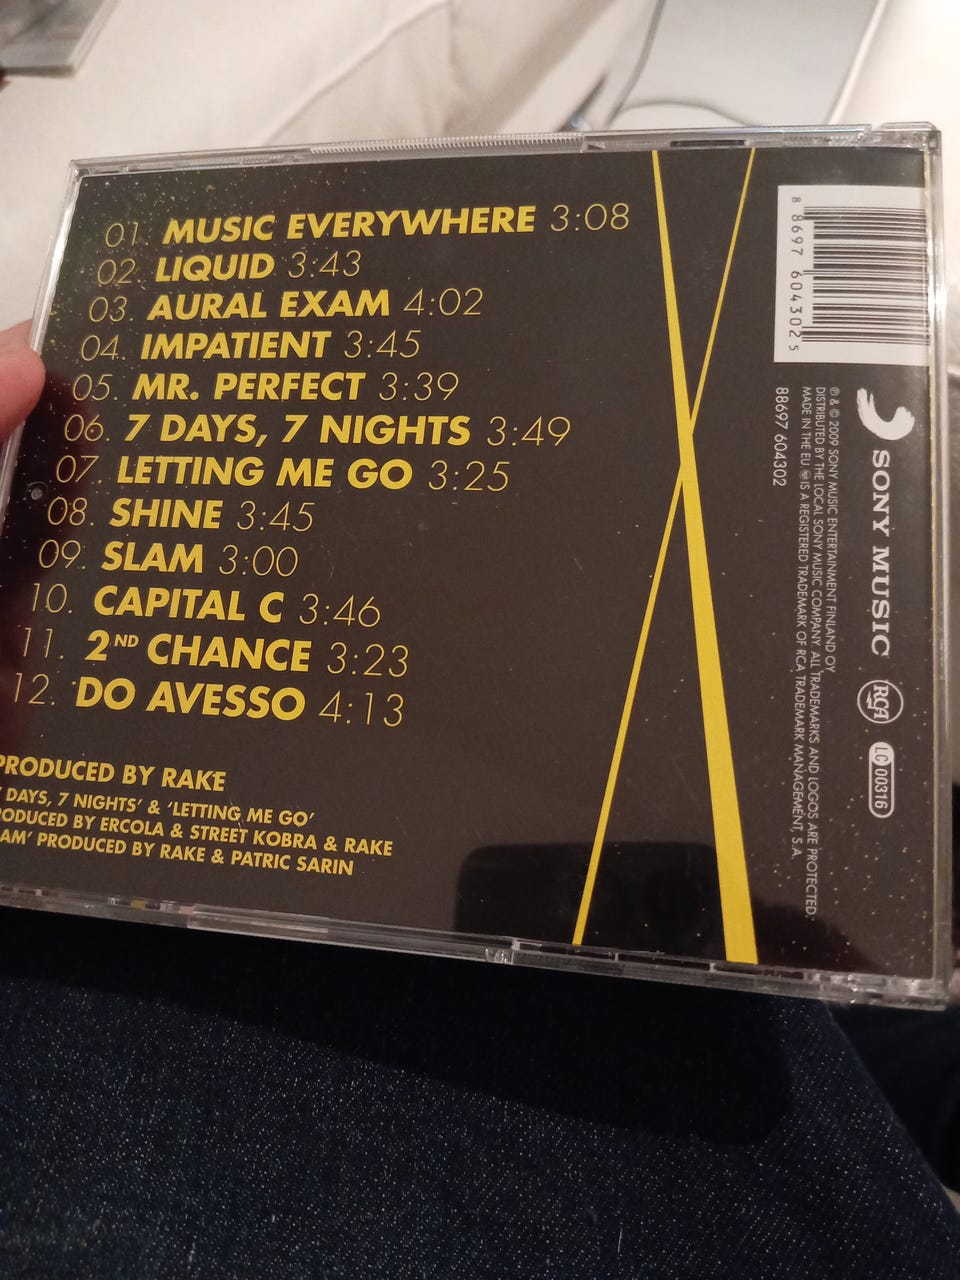 01. MUSIC EVERYWHERE 3:08
02. LIQUID 3:43
03. AURAL EXAM 4:02
04. IMPATIENT 3:45
05. MR. PERFECT 3:39
06. 7 DAYS, 7 NIGHTS 3:49
07. LETTING ME GO 3:25
08. SHINE 3:45
09. SLAM 3:00
10. CAPITAL C 3:46
11. 2ND CHANCE 3:23
12. DO AVESSO 4:13
PRODUCED BY RAKE
7 DAYS, 7 NIGHTS' & 'LETTING ME GO'
RODUCED BY ERCOLA & STREET KOBRA & RAKE
AM' PRODUCED BY RAKE & PATRIC SARIN
8 8697 604302 5
SONY MUSIC
RCA
LC 00316
℗ & © 2009 SONY MUSIC ENTERTAINMENT FINLAND OY
DISTRIBUTED BY THE LOCAL SONY MUSIC COMPANY. ALL TRADEMARKS AND LOGOS ARE PROTECTED.
MADE IN THE EU. IS A REGISTERED TRADEMARK OF RCA TRADEMARK MANAGEMENT, S.A.
88697 604302